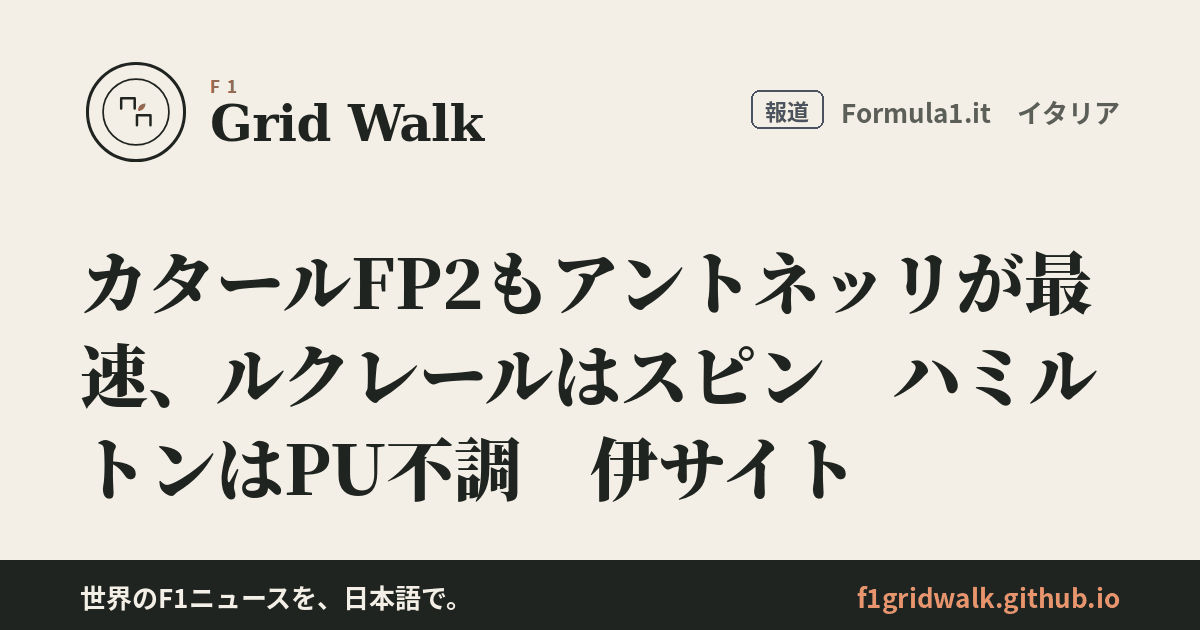 F1
Grid Walk
報道 Formula1.it イタリア
カタールFP2もアントネッリが最
速、ルクレールはスピン　ハミル
トンはPU不調　伊サイト
世界のF1ニュースを、日本語で。
f1gridwalk.github.io